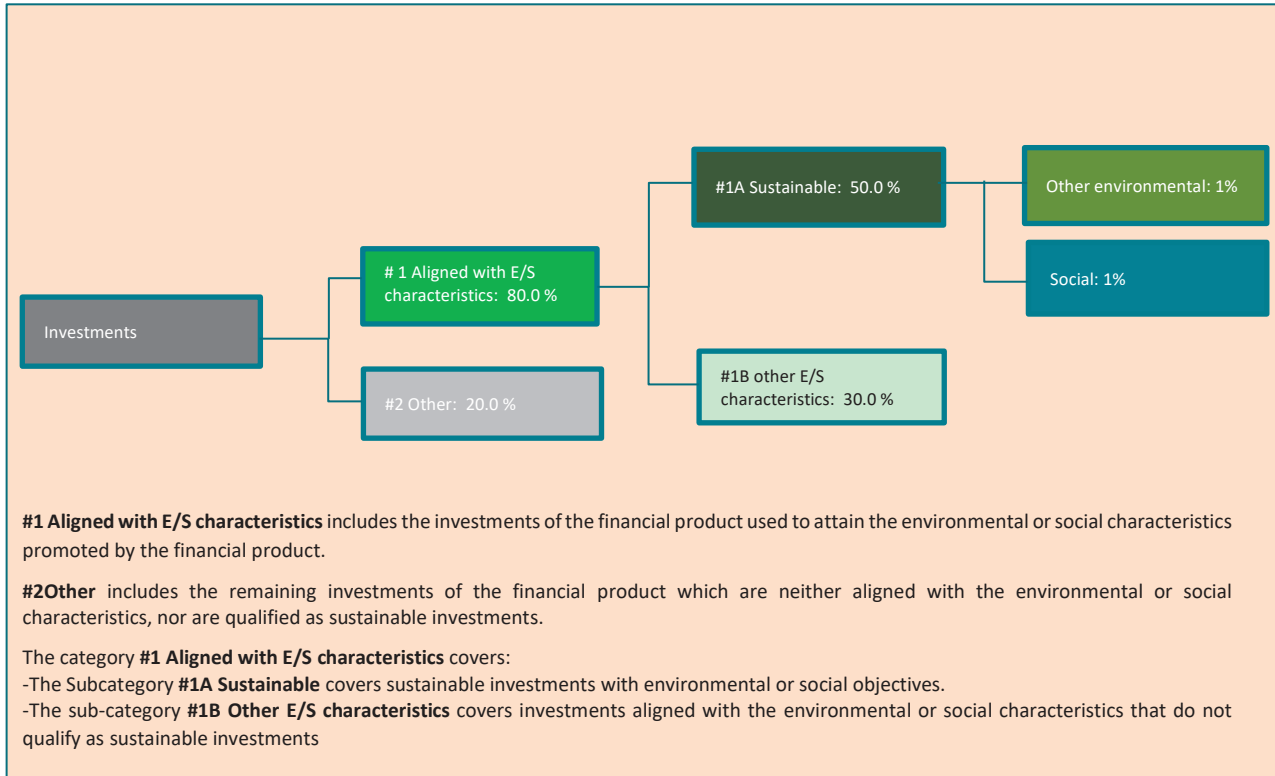 #1A Sustainable: 50.0 %
Other environmental: 1%
# 1 Aligned with E/S
characteristics: 80.0 %
Social: 1%
Investments
#1B other E/S
characteristics: 30.0 %
#2 Other: 20.0 %
#1 Aligned with E/S characteristics includes the investments of the financial product used to attain the environmental or social characteristics
promoted by the financial product.
#2Other includes the remaining investments of the financial product which are neither aligned with the environmental or social
characteristics, nor are qualified as sustainable investments.
The category #1 Aligned with E/S characteristics covers:
-The Subcategory #1A Sustainable covers sustainable investments with environmental or social objectives.
-The sub-category #1B Other E/S characteristics covers investments aligned with the environmental or social characteristics that do not
qualify as sustainable investments